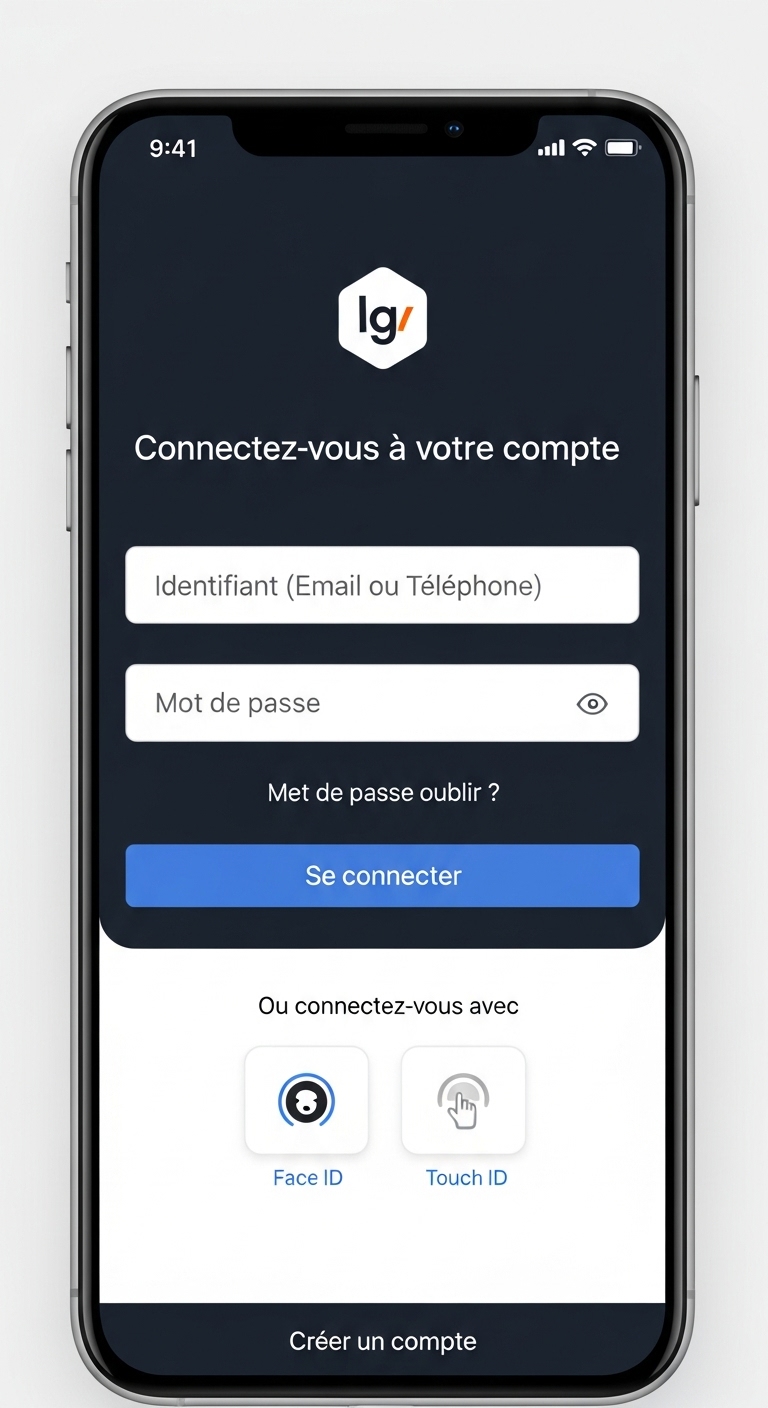 9:41
lg/
Connectez-vous à votre compte
Identifiant (Email ou Téléphone)
Mot de passe
Met de passe oublir ?
Se connecter
Ou connectez-vous avec
Face ID
Touch ID
Créer un compte